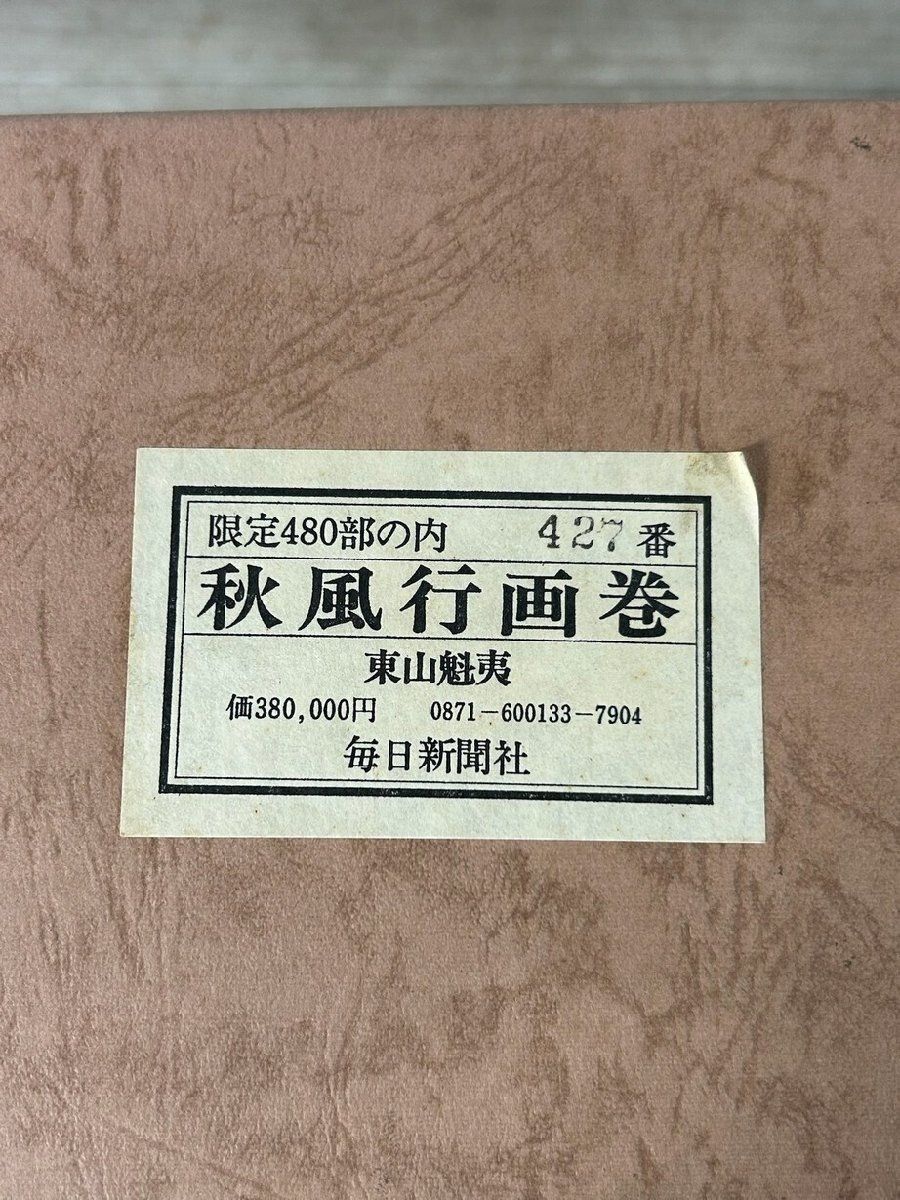 限定480部の内 427番
秋風行画巻
東山魁夷
価380,000円 0871-600133-7904
毎日新聞社